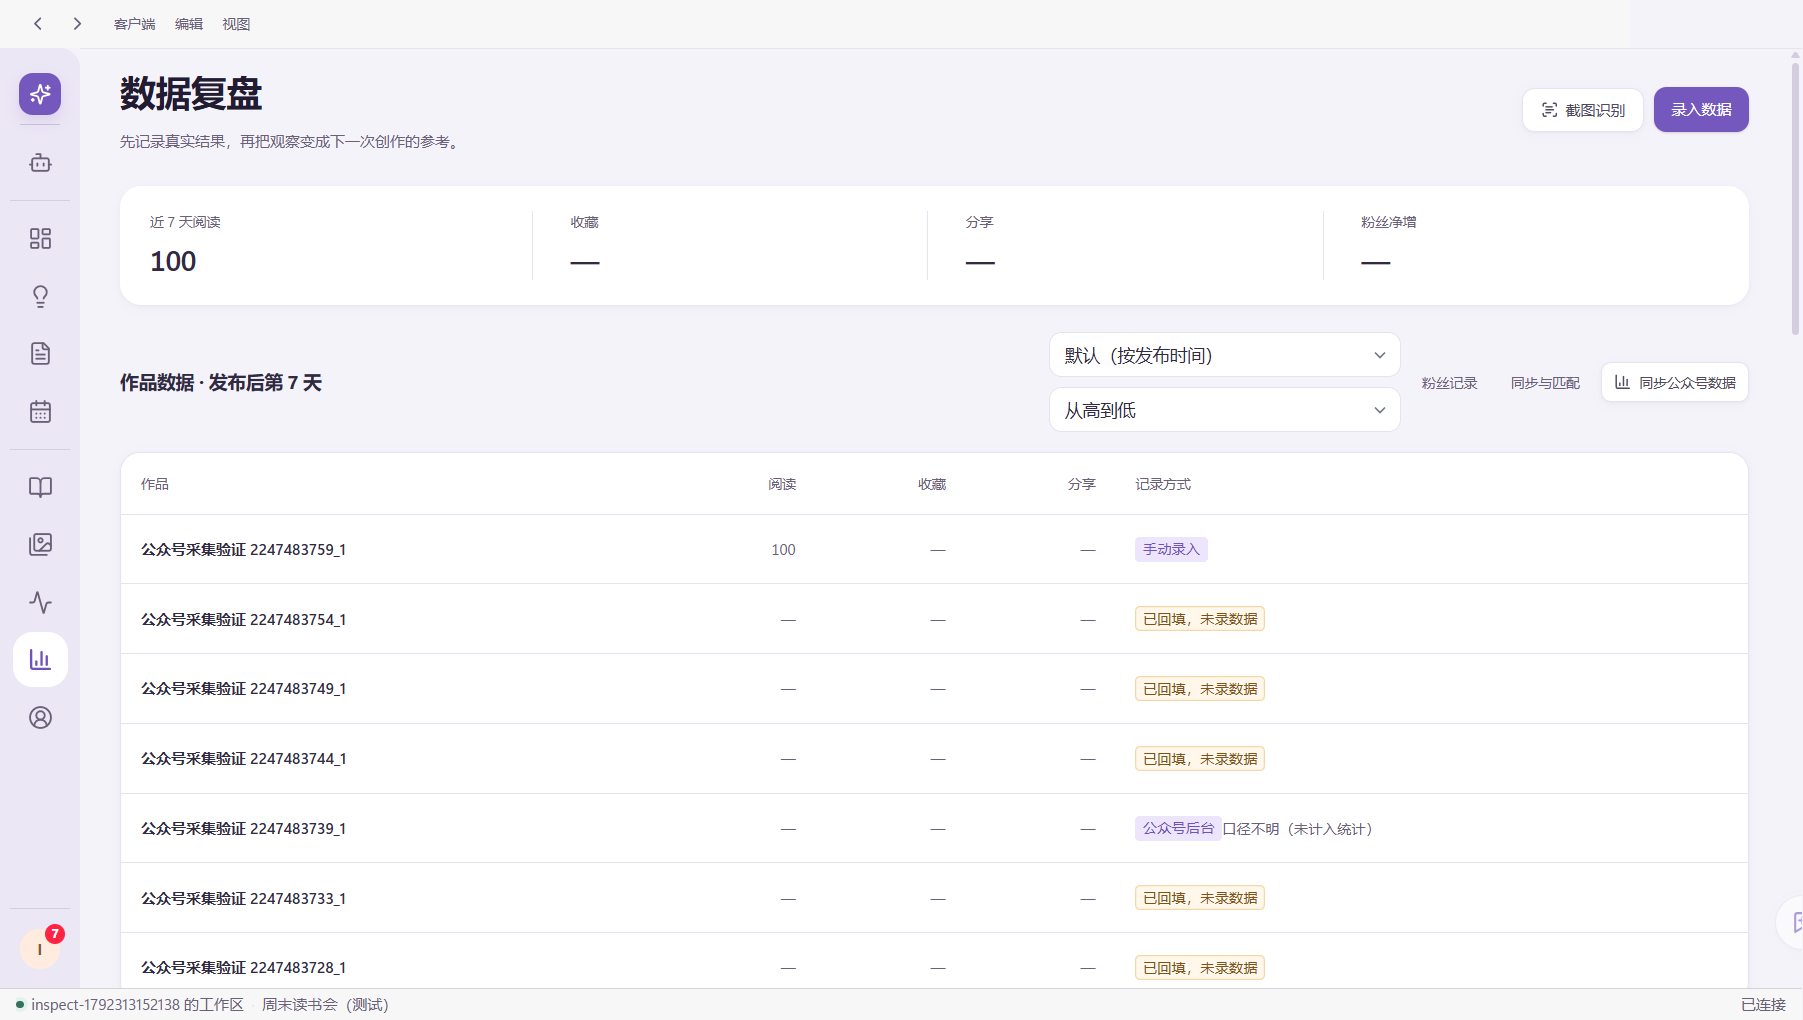 客户端 编辑 视图
数据复盘
先记录真实结果，再把观察变成下一次创作的参考。
截图识别 录入数据
近 7 天阅读 收藏 分享 粉丝净增
100 — — —
作品数据 · 发布后第 7 天
默认（按发布时间）
从高到低
粉丝记录 同步与匹配 同步公众号数据
作品 阅读 收藏 分享 记录方式
公众号采集验证 2247483759_1 100 — — 手动录入
公众号采集验证 2247483754_1 — — — 已回填，未录数据
公众号采集验证 2247483749_1 — — — 已回填，未录数据
公众号采集验证 2247483744_1 — — — 已回填，未录数据
公众号采集验证 2247483739_1 — — — 公众号后台 口径不明（未计入统计）
公众号采集验证 2247483733_1 — — — 已回填，未录数据
公众号采集验证 2247483728_1 — — — 已回填，未录数据
I 7
inspect-1792313152138 的工作区 · 周末读书会（测试） 已连接